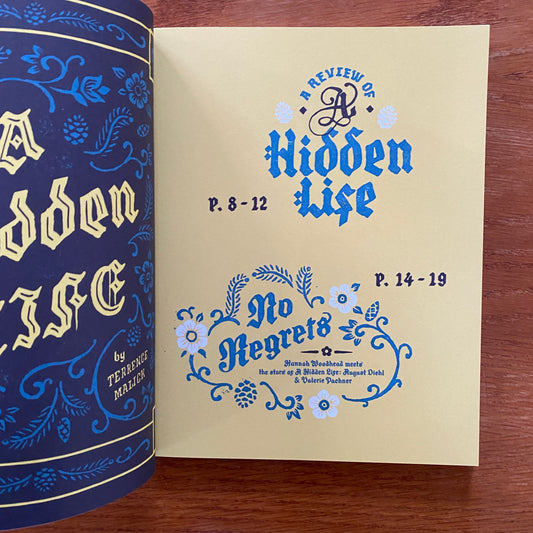 A
idden
LIFE
by
TERRENCE
MALICK
A REVIEW OF
A
Hidden
Life
P. 8-12
P. 14-19
No
Regrets
Hannah Woodhead meets
the stars of A Hidden Life: August Diehl
& Valerie Pachner